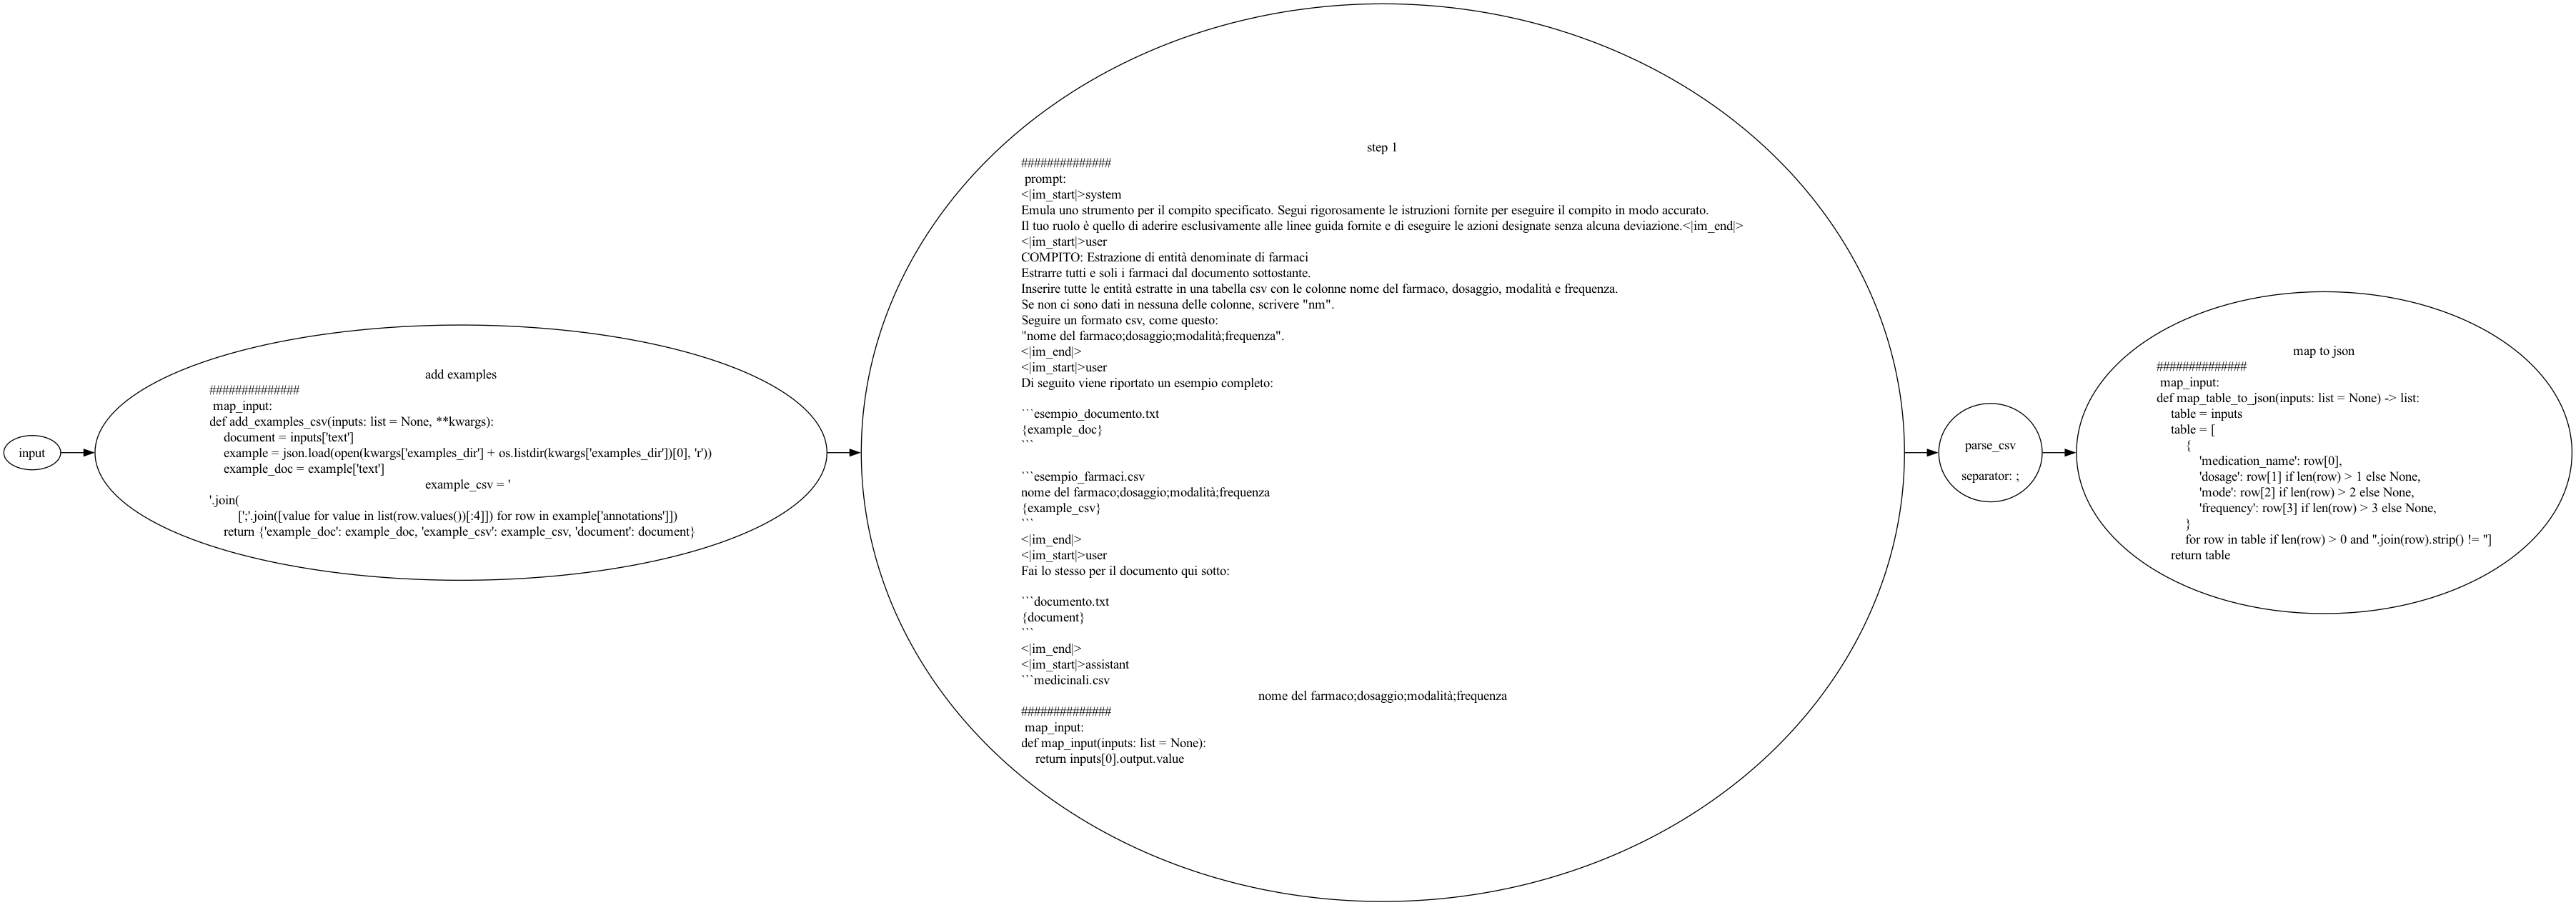 input
add examples
##############
map_input:
def add_examples_csv(inputs: list = None, **kwargs):
    document = inputs['text']
    example = json.load(open(kwargs['examples_dir'] + os.listdir(kwargs['examples_dir'])[0], 'r'))
    example_doc = example['text']
example_csv = '
'.join(
        [';'.join([value for value in list(row.values())[:4]]) for row in example['annotations']])
    return {'example_doc': example_doc, 'example_csv': example_csv, 'document': document}
step 1
##############
prompt:
<|im_start|>system
Emula uno strumento per il compito specificato. Segui rigorosamente le istruzioni fornite per eseguire il compito in modo accurato.
Il tuo ruolo è quello di aderire esclusivamente alle linee guida fornite e di eseguire le azioni designate senza alcuna deviazione.<|im_end|>
<|im_start|>user
COMPITO: Estrazione di entità denominate di farmaci
Estrarre tutti e soli i farmaci dal documento sottostante.
Inserire tutte le entità estratte in una tabella csv con le colonne nome del farmaco, dosaggio, modalità e frequenza.
Se non ci sono dati in nessuna delle colonne, scrivere "nm".
Seguire un formato csv, come questo:
"nome del farmaco;dosaggio;modalità;frequenza".
<|im_end|>
<|im_start|>user
Di seguito viene riportato un esempio completo:
```esempio_documento.txt
{example_doc}
```
```esempio_farmaci.csv
nome del farmaco;dosaggio;modalità;frequenza
{example_csv}
```
<|im_end|>
<|im_start|>user
Fai lo stesso per il documento qui sotto:
```documento.txt
{document}
```
<|im_end|>
<|im_start|>assistant
```medicinali.csv
nome del farmaco;dosaggio;modalità;frequenza
##############
map_input:
def map_input(inputs: list = None):
    return inputs[0].output.value
parse_csv
separator: ;
map to json
##############
map_input:
def map_table_to_json(inputs: list = None) -> list:
    table = inputs
    table = [
        {
            'medication_name': row[0],
            'dosage': row[1] if len(row) > 1 else None,
            'mode': row[2] if len(row) > 2 else None,
            'frequency': row[3] if len(row) > 3 else None,
        }
        for row in table if len(row) > 0 and ''.join(row).strip() != '']
    return table